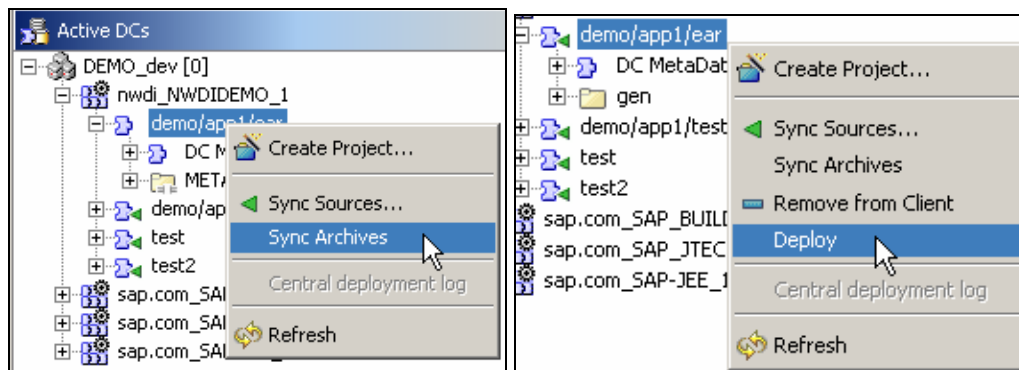 Active DCs
DEMO_dev [0]
nwdi_NWDIDEMO_1
demo/app1/ear
DC M
META
demo/ap
test
test2
sap.com_SA
sap.com_SA
sap.com_SA
Create Project...
Sync Sources...
Sync Archives
Central deployment log
Refresh
demo/app1/ear
DC MetaDat
gen
demo/app1/test
test
test2
sap.com_SAP_BUIL
sap.com_SAP_JTEC
sap.com_SAP-JEE_1
Create Project...
Sync Sources...
Sync Archives
Remove from Client
Deploy
Central deployment log
Refresh